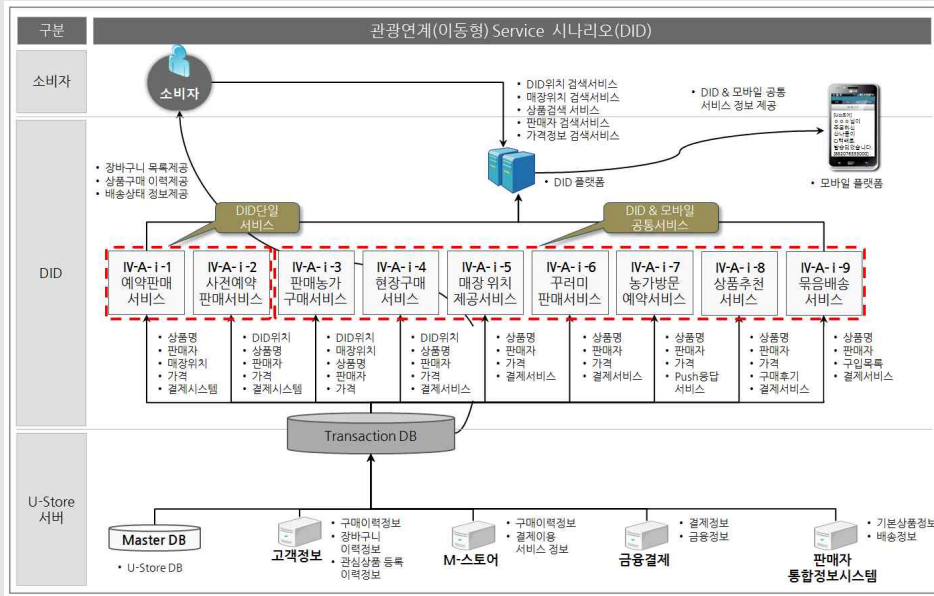 구분
관광연계(이동형) Service 시나리오(DID)
소비자
소비자
• DID위치 검색서비스
• 매장위치 검색서비스
• 상품검색 서비스
• 판매자 검색서비스
• 가격정보 검색서비스
• DID & 모바일 공통
서비스 정보 제공
• DID 플랫폼
• 모바일 플랫폼
• 장바구니 목록제공
• 상품구매 이력제공
• 배송상태 정보제공
DID
DID단일
서비스
DID & 모바일
공통서비스
Ⅳ-A-ⅰ-1
예약판매
서비스
Ⅳ-A-ⅰ-2
사전예약
판매서비스
Ⅳ-A-ⅰ-3
판매농가
구매서비스
Ⅳ-A-ⅰ-4
현장구매
서비스
Ⅳ-A-ⅰ-5
매장 위치
제공서비스
Ⅳ-A-ⅰ-6
꾸러미
판매서비스
Ⅳ-A-ⅰ-7
농가방문
예약서비스
Ⅳ-A-ⅰ-8
상품추천
서비스
Ⅳ-A-ⅰ-9
묶음배송
서비스
• 상품명
• 판매자
• 매장위치
• 가격
• 결제시스템
• DID위치
• 상품명
• 판매자
• 가격
• 결제시스템
• DID위치
• 매장위치
• 상품명
• 판매자
• 가격
• DID위치
• 상품명
• 판매자
• 가격
• 결제서비스
• 상품명
• 판매자
• 가격
• 결제서비스
• 상품명
• 판매자
• 가격
• 결제서비스
• 상품명
• 판매자
• 가격
• Push응답
서비스
• 상품명
• 판매자
• 가격
• 구매후기
• 결제서비스
• 상품명
• 판매자
• 구입목록
• 결제서비스
Transaction DB
U-Store
서버
Master DB
• U-Store DB
고객정보
• 구매이력정보
• 장바구니
이력정보
• 관심상품 등록
이력정보
M-스토어
• 구매이력정보
• 결제이용
서비스 정보
금융결제
• 결제정보
• 금융정보
판매자
통합정보시스템
• 기본상품정보
• 배송정보